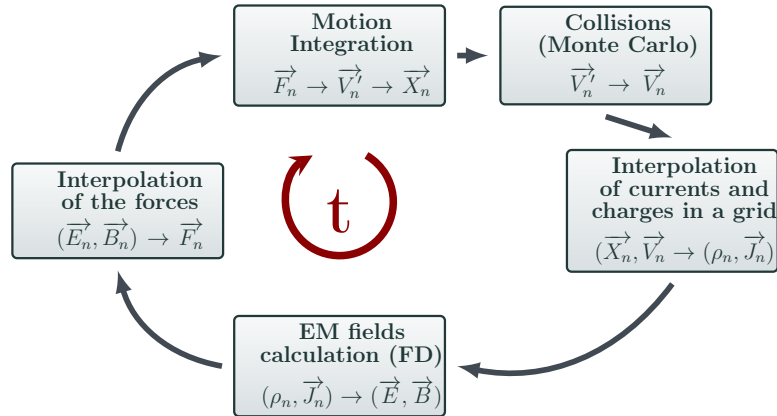 Motion
Integration
$\overrightarrow{F_n} \rightarrow \overrightarrow{V_n'} \rightarrow \overrightarrow{X_n}$
Collisions
(Monte Carlo)
$\overrightarrow{V_n'} \rightarrow \overrightarrow{V_n}$
Interpolation
of currents and
charges in a grid
$(\overrightarrow{X_n}, \overrightarrow{V_n} \rightarrow (\rho_n, \overrightarrow{J_n})$
EM fields
calculation (FD)
$(\rho_n, \overrightarrow{J_n}) \rightarrow (\overrightarrow{E}, \overrightarrow{B})$
Interpolation
of the forces
$(\overrightarrow{E_n}, \overrightarrow{B_n}) \rightarrow \overrightarrow{F_n}$
t